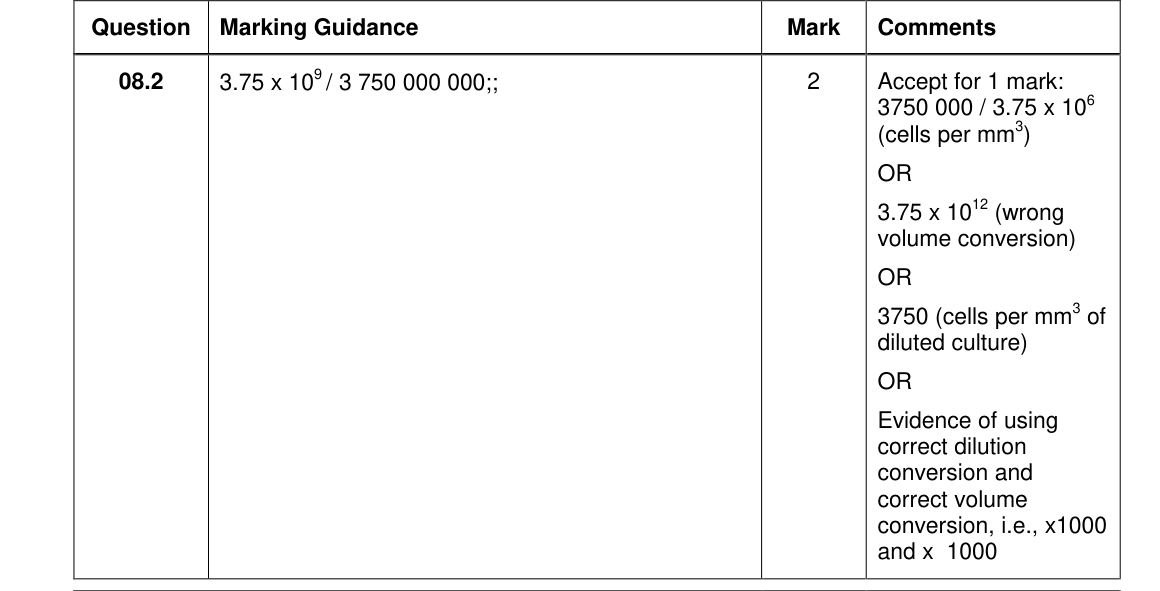 Question Marking Guidance Mark Comments
08.2 3.75 x 10⁹ / 3 750 000 000;; 2 Accept for 1 mark:
3750 000 / 3.75 x 10⁶
(cells per mm³)
OR
3.75 x 10¹² (wrong
volume conversion)
OR
3750 (cells per mm³ of
diluted culture)
OR
Evidence of using
correct dilution
conversion and
correct volume
conversion, i.e., x1000
and x  1000